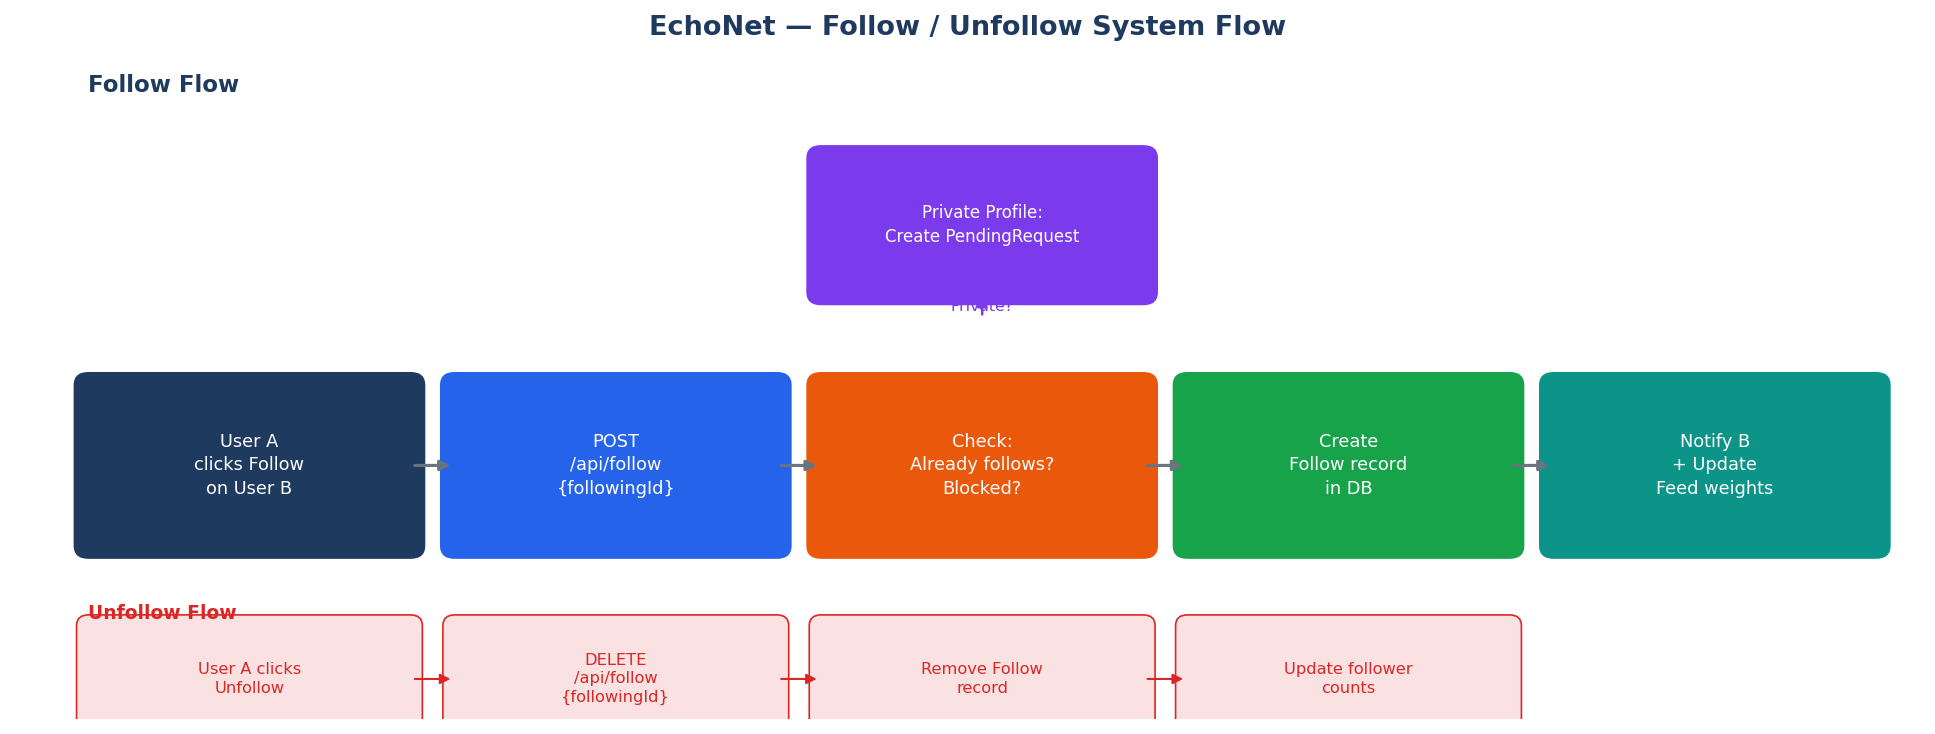 EchoNet — Follow / Unfollow System Flow
Follow Flow
Private Profile:
Create PendingRequest
Private?
User A
clicks Follow
on User B
POST
/api/follow
{followingId}
Check:
Already follows?
Blocked?
Create
Follow record
in DB
Notify B
+ Update
Feed weights
Unfollow Flow
User A clicks
Unfollow
DELETE
/api/follow
{followingId}
Remove Follow
record
Update follower
counts